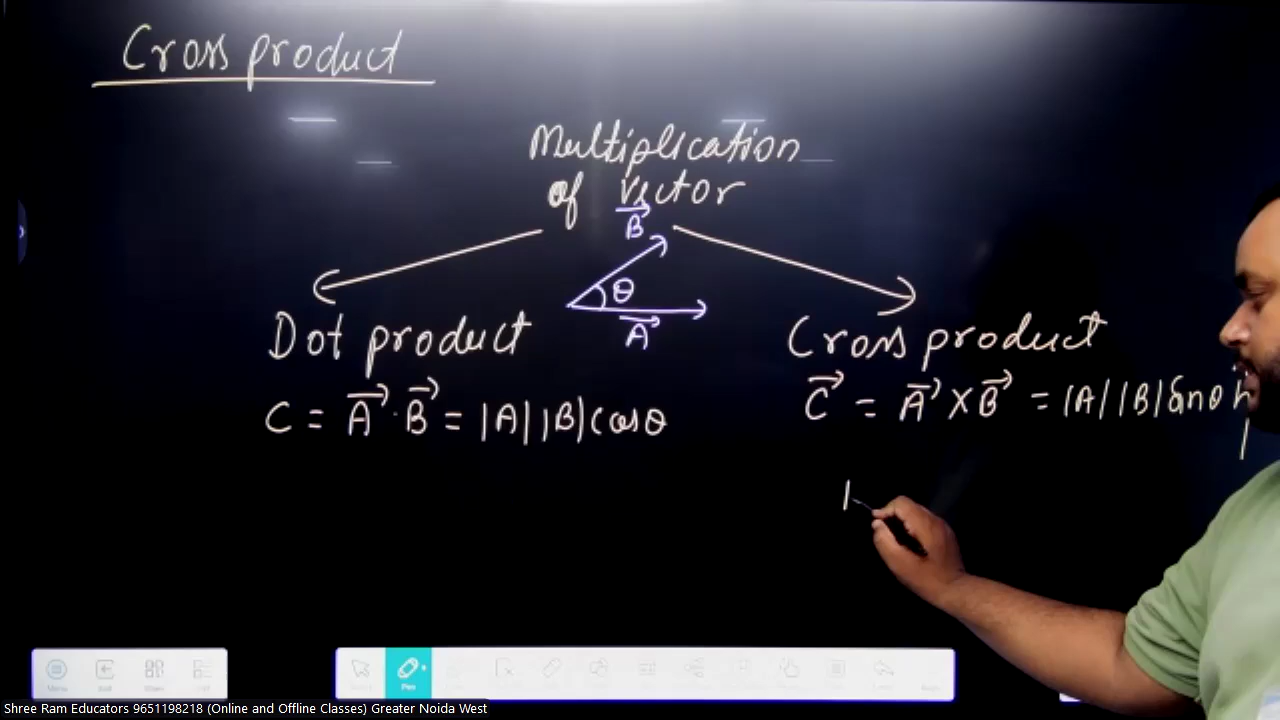 Cross product
Multiplication
of vector
B
θ
A
Dot product
Cross product
C = A · B = |A| |B| Cos θ
C = A × B = |A| |B| Sin θ
Pen
Shree Ram Educators 9651198218 (Online and Offline Classes) Greater Noida West